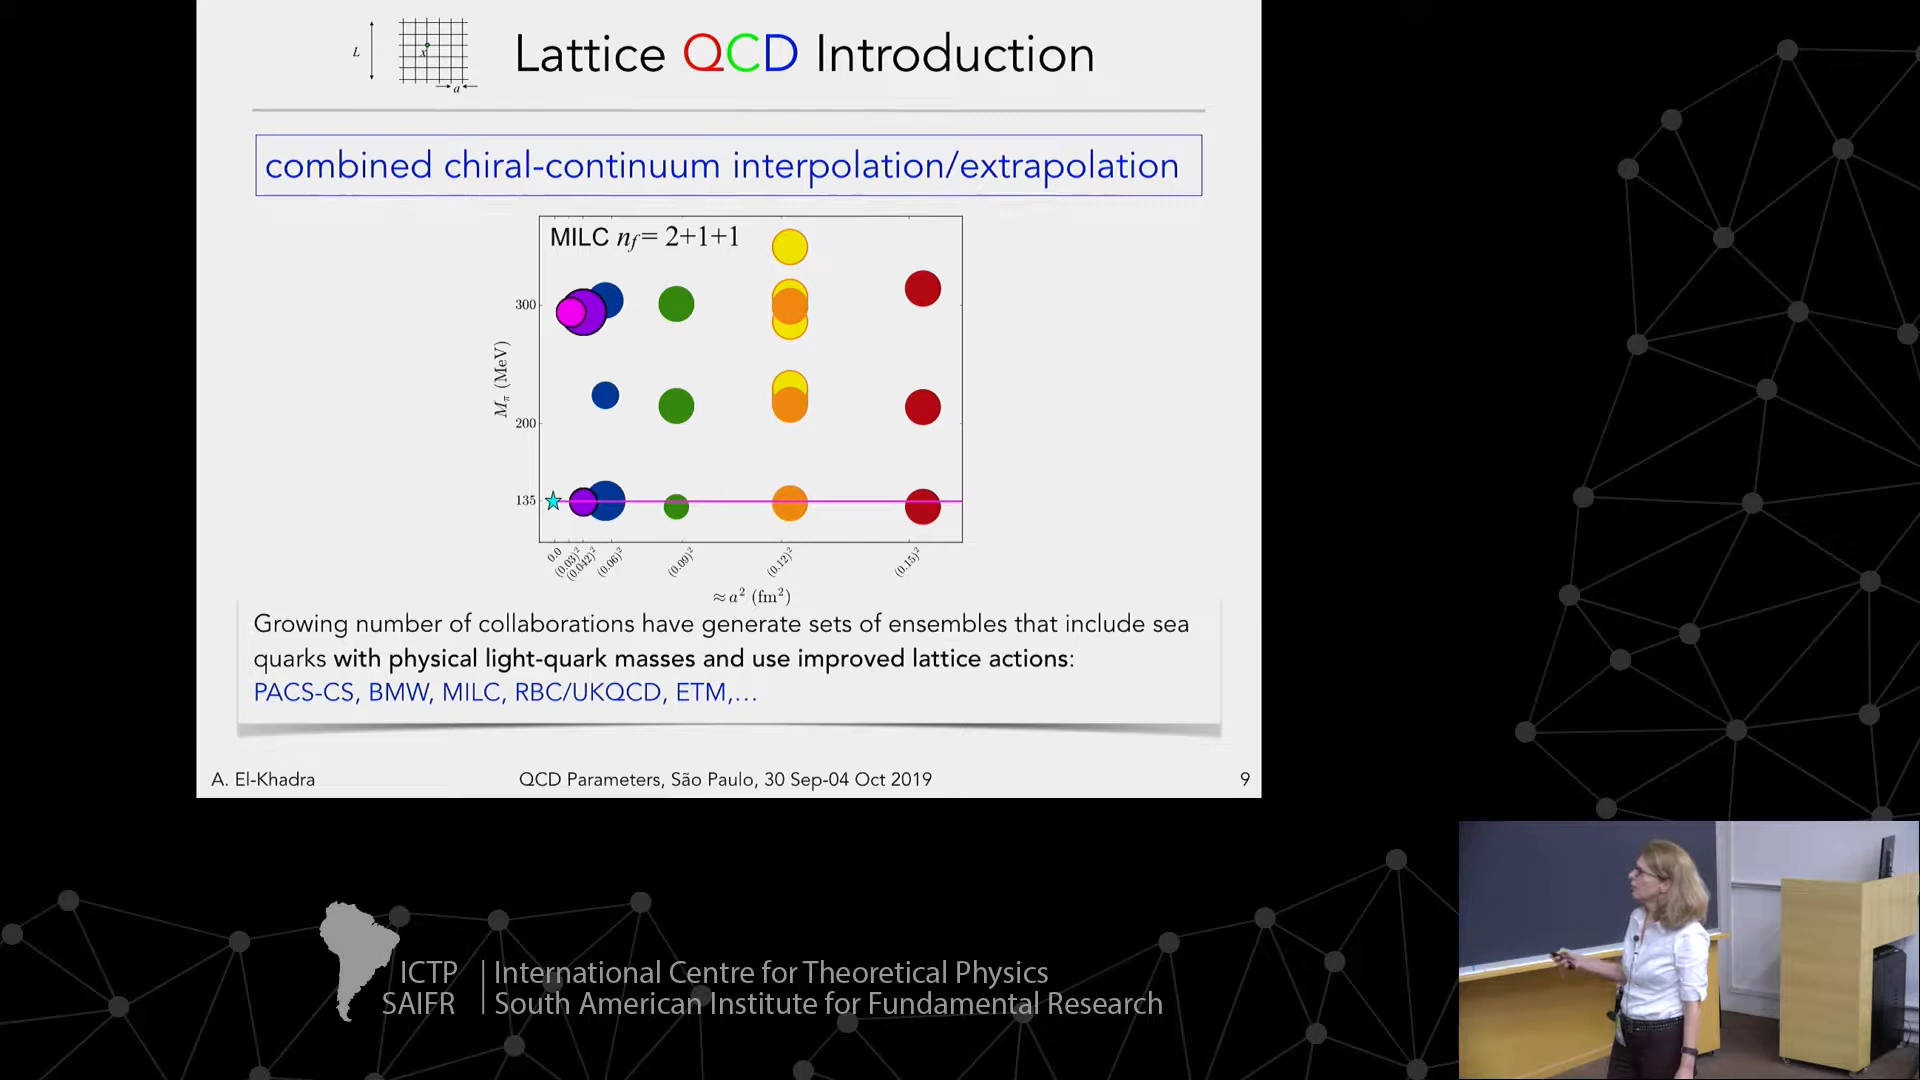 L
x
a
Lattice QCD Introduction
combined chiral-continuum interpolation/extrapolation
MILC nf= 2+1+1
300
200
135
Mπ (MeV)
0.0
(0.03)²
(0.042)²
(0.06)²
(0.09)²
(0.12)²
(0.15)²
≈ a² (fm²)
Growing number of collaborations have generate sets of ensembles that include sea
quarks with physical light-quark masses and use improved lattice actions:
PACS-CS, BMW, MILC, RBC/UKQCD, ETM,…
A. El-Khadra
QCD Parameters, São Paulo, 30 Sep-04 Oct 2019
9
ICTP
SAIFR
International Centre for Theoretical Physics
South American Institute for Fundamental Research